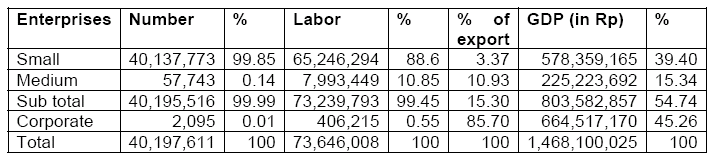 Enterprises Number % Labor % % of export GDP (in Rp) %
Small 40,137,773 99.85 65,246,294 88.6 3.37 578,359,165 39.40
Medium 57,743 0.14 7,993,449 10.85 10.93 225,223,692 15.34
Sub total 40,195,516 99.99 73,239,793 99.45 15.30 803,582,857 54.74
Corporate 2,095 0.01 406,215 0.55 85.70 664,517,170 45.26
Total 40,197,611 100 73,646,008 100 100 1,468,100,025 100